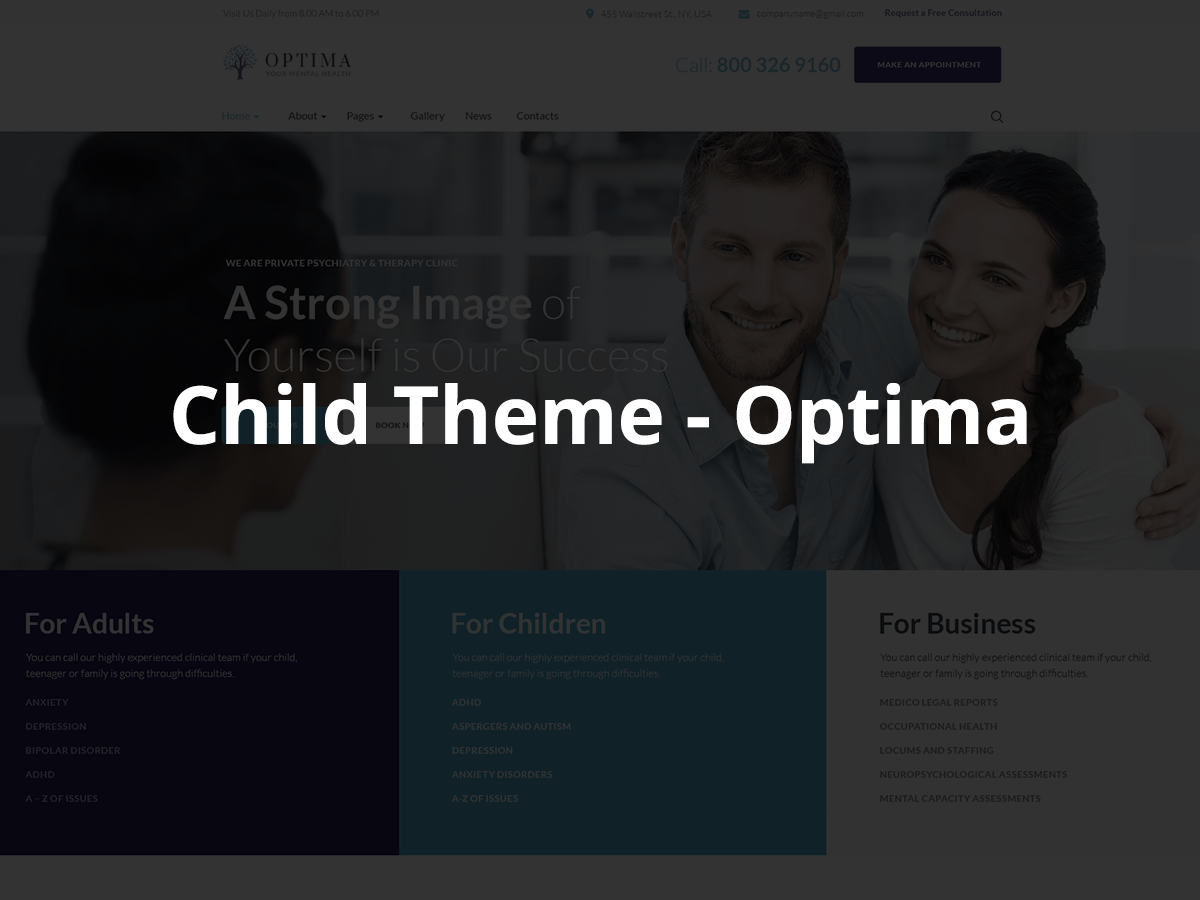 Visit Us Daily from 8.00 AM to 6.00 PM
455 Wallstreet St., NY, USA
company.name@gmail.com
Request a Free Consultation
OPTIMA
YOUR MENTAL HEALTH
Call: 800 326 9160
MAKE AN APPOINTMENT
Home
About
Pages
Gallery
News
Contacts
WE ARE PRIVATE PSYCHIATRY & THERAPY CLINIC
A Strong Image of
Yourself is Our Success
BOOK
Child Theme - Optima
For Adults
You can call our highly experienced clinical team if your child,
teenager or family is going through difficulties.
ANXIETY
DEPRESSION
BIPOLAR DISORDER
ADHD
A – Z OF ISSUES
For Children
You can call our highly experienced clinical team if your child,
teenager or family is going through difficulties.
ADHD
ASPERGERS AND AUTISM
DEPRESSION
ANXIETY DISORDERS
A-Z OF ISSUES
For Business
You can call our highly experienced clinical team if your child,
teenager or family is going through difficulties.
MEDICO LEGAL REPORTS
OCCUPATIONAL HEALTH
LOCUMS AND STAFFING
NEUROPSYCHOLOGICAL ASSESSMENTS
MENTAL CAPACITY ASSESSMENTS